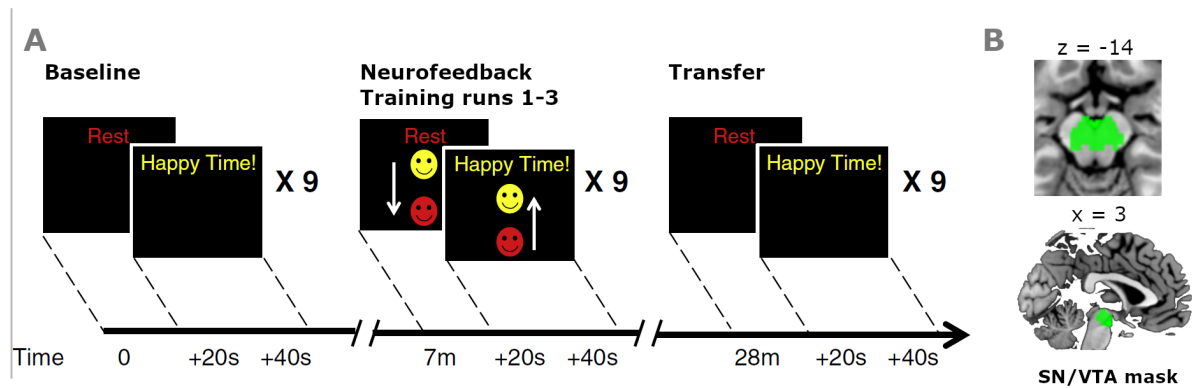 A
Baseline
Rest
Happy Time!
X 9
Neurofeedback
Training runs 1-3
Rest
Happy Time!
X 9
Transfer
Rest
Happy Time!
X 9
Time 0 +20s +40s 7m +20s +40s 28m +20s +40s
B
z = -14
x = 3
SN/VTA mask